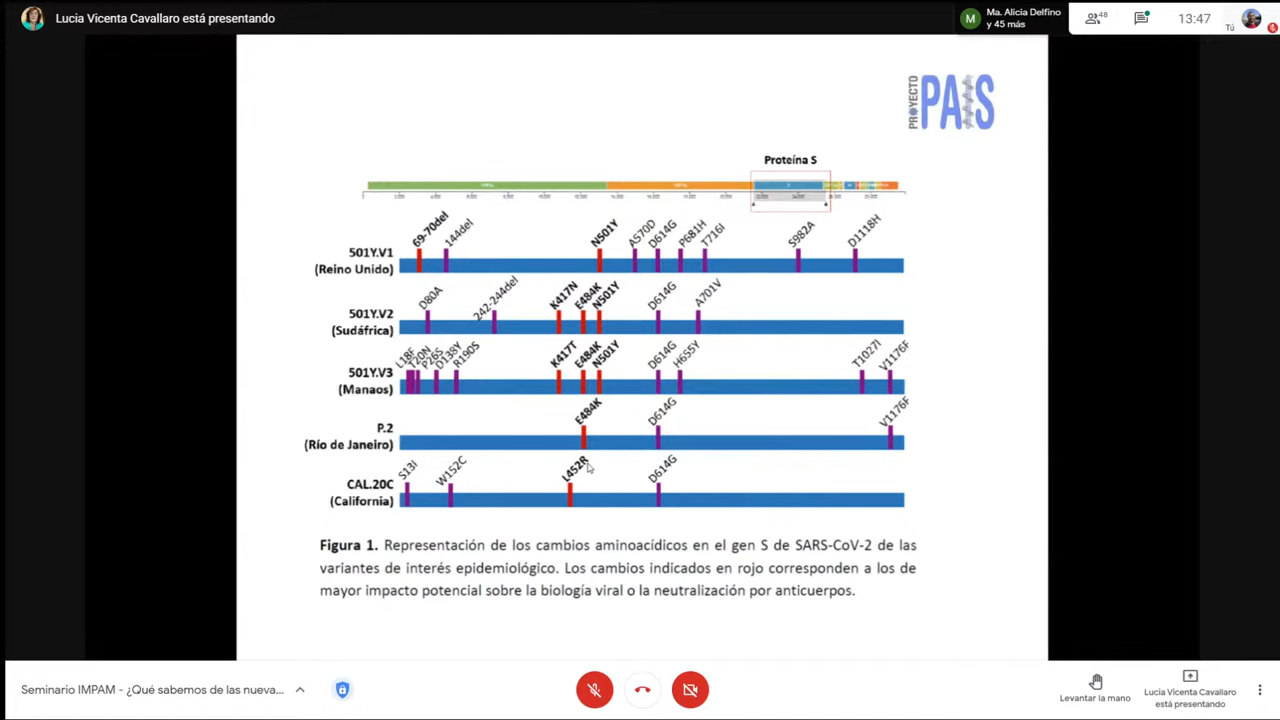 Lucia Vicenta Cavallaro está presentando
M
Ma. Alicia Delfino
y 45 más
48
13:47
Tú
PROYECTO
PAIS
Proteína S
69-70del
144del
N501Y
A570D
D614G
P681H
T716I
S982A
D1118H
501Y.V1
(Reino Unido)
D80A
242-244del
K417N
E484K
N501Y
D614G
A701V
501Y.V2
(Sudáfrica)
L18F
T20N
P26S
D138Y
R190S
K417T
E484K
N501Y
D614G
H655Y
T1027I
V1176F
501Y.V3
(Manaos)
E484K
D614G
V1176F
P.2
(Río de Janeiro)
S13I
W152C
L452R
D614G
CAL.20C
(California)
Figura 1. Representación de los cambios aminoacídicos en el gen S de SARS-CoV-2 de las
variantes de interés epidemiológico. Los cambios indicados en rojo corresponden a los de
mayor impacto potencial sobre la biología viral o la neutralización por anticuerpos.
Seminario IMPAM - ¿Qué sabemos de las nueva...
Levantar la mano
Lucia Vicenta Cavallaro
está presentando